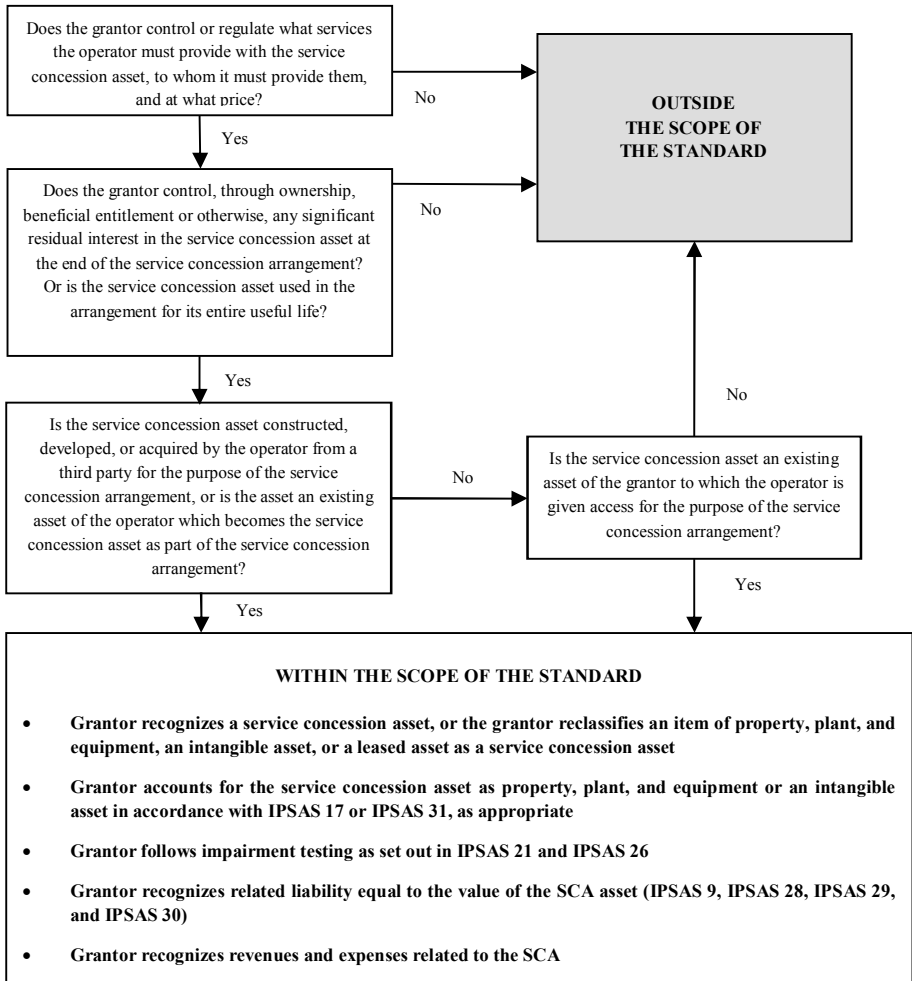 Does the grantor control or regulate what services
the operator must provide with the service
concession asset, to whom it must provide them,
and at what price?
No
Yes
OUTSIDE
THE SCOPE OF
THE STANDARD
Does the grantor control, through ownership,
beneficial entitlement or otherwise, any significant
residual interest in the service concession asset at
the end of the service concession arrangement?
Or is the service concession asset used in the
arrangement for its entire useful life?
No
Yes
Is the service concession asset constructed,
developed, or acquired by the operator from a
third party for the purpose of the service
concession arrangement, or is the asset an existing
asset of the operator which becomes the service
concession asset as part of the service concession
arrangement?
No
Yes
No
Is the service concession asset an existing
asset of the grantor to which the operator is
given access for the purpose of the service
concession arrangement?
Yes
WITHIN THE SCOPE OF THE STANDARD
• Grantor recognizes a service concession asset, or the grantor reclassifies an item of property, plant, and
equipment, an intangible asset, or a leased asset as a service concession asset
• Grantor accounts for the service concession asset as property, plant, and equipment or an intangible
asset in accordance with IPSAS 17 or IPSAS 31, as appropriate
• Grantor follows impairment testing as set out in IPSAS 21 and IPSAS 26
• Grantor recognizes related liability equal to the value of the SCA asset (IPSAS 9, IPSAS 28, IPSAS 29,
and IPSAS 30)
• Grantor recognizes revenues and expenses related to the SCA